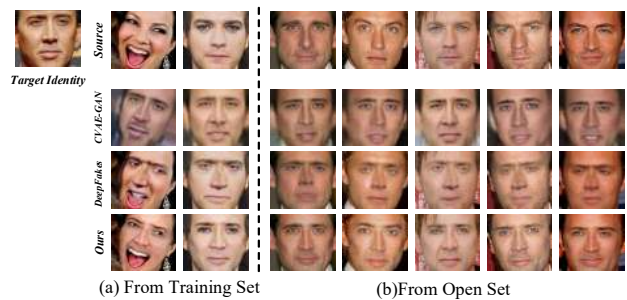 Source
Target Identity
CVAE-GAN
DeepFakes
Ours
(a) From Training Set
(b)From Open Set